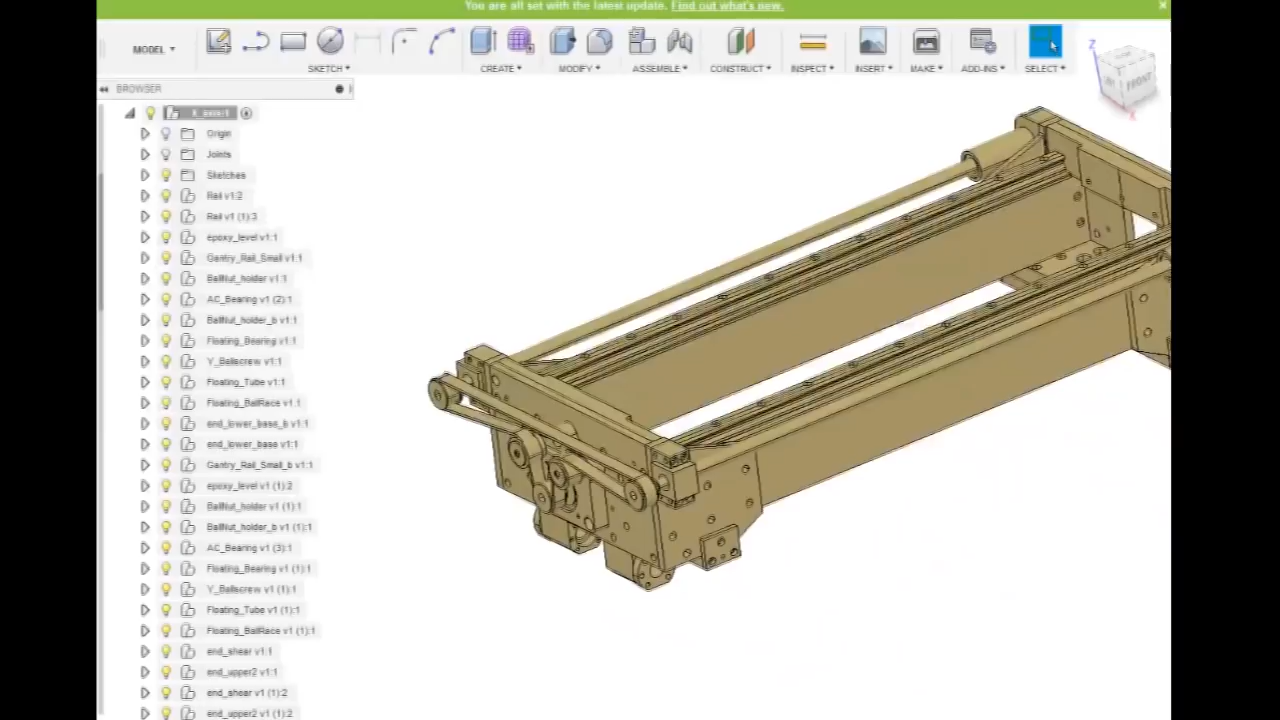 You are all set with the latest update. Find out what's new.
MODEL
SKETCH
CREATE
MODIFY
ASSEMBLE
CONSTRUCT
INSPECT
INSERT
MAKE
ADD-INS
SELECT
Z
FRONT
X
BROWSER
Origin
Joints
Sketches
Rail v1:2
Rail v1 (1):3
epoxy_level v1:1
Gantry_Rail_Small v1:1
BallNut_holder v1:1
AC_Bearing v1 (2):1
BallNut_holder_b v1:1
Floating_Bearing v1:1
Y_Ballscrew v1:1
Floating_Tube v1:1
Floating_BallRace v1:1
end_lower_base_b v1:1
end_lower_base v1:1
Gantry_Rail_Small_b v1:1
epoxy_level v1 (1):2
BallNut_holder v1 (1):1
BallNut_holder_b v1 (1):1
AC_Bearing v1 (3):1
Floating_Bearing v1 (1):1
Y_Ballscrew v1 (1):1
Floating_Tube v1 (1):1
Floating_BallRace v1 (1):1
end_shear v1:1
end_upper2 v1:1
end_shear v1 (1):2
end_upper2 v1 (1):2